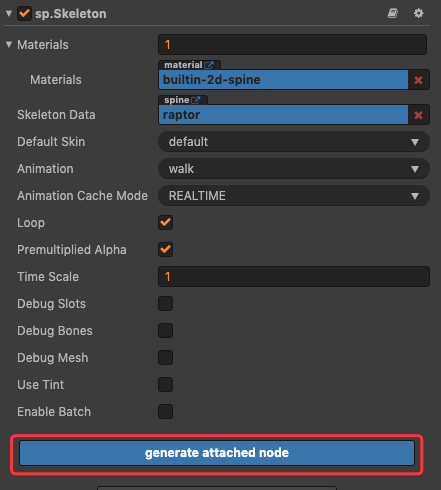 sp.Skeleton
Materials 1
material
Materials builtin-2d-spine
spine
Skeleton Data raptor
Default Skin default
Animation walk
Animation Cache Mode REALTIME
Loop
Premultiplied Alpha
Time Scale 1
Debug Slots
Debug Bones
Debug Mesh
Use Tint
Enable Batch
generate attached node